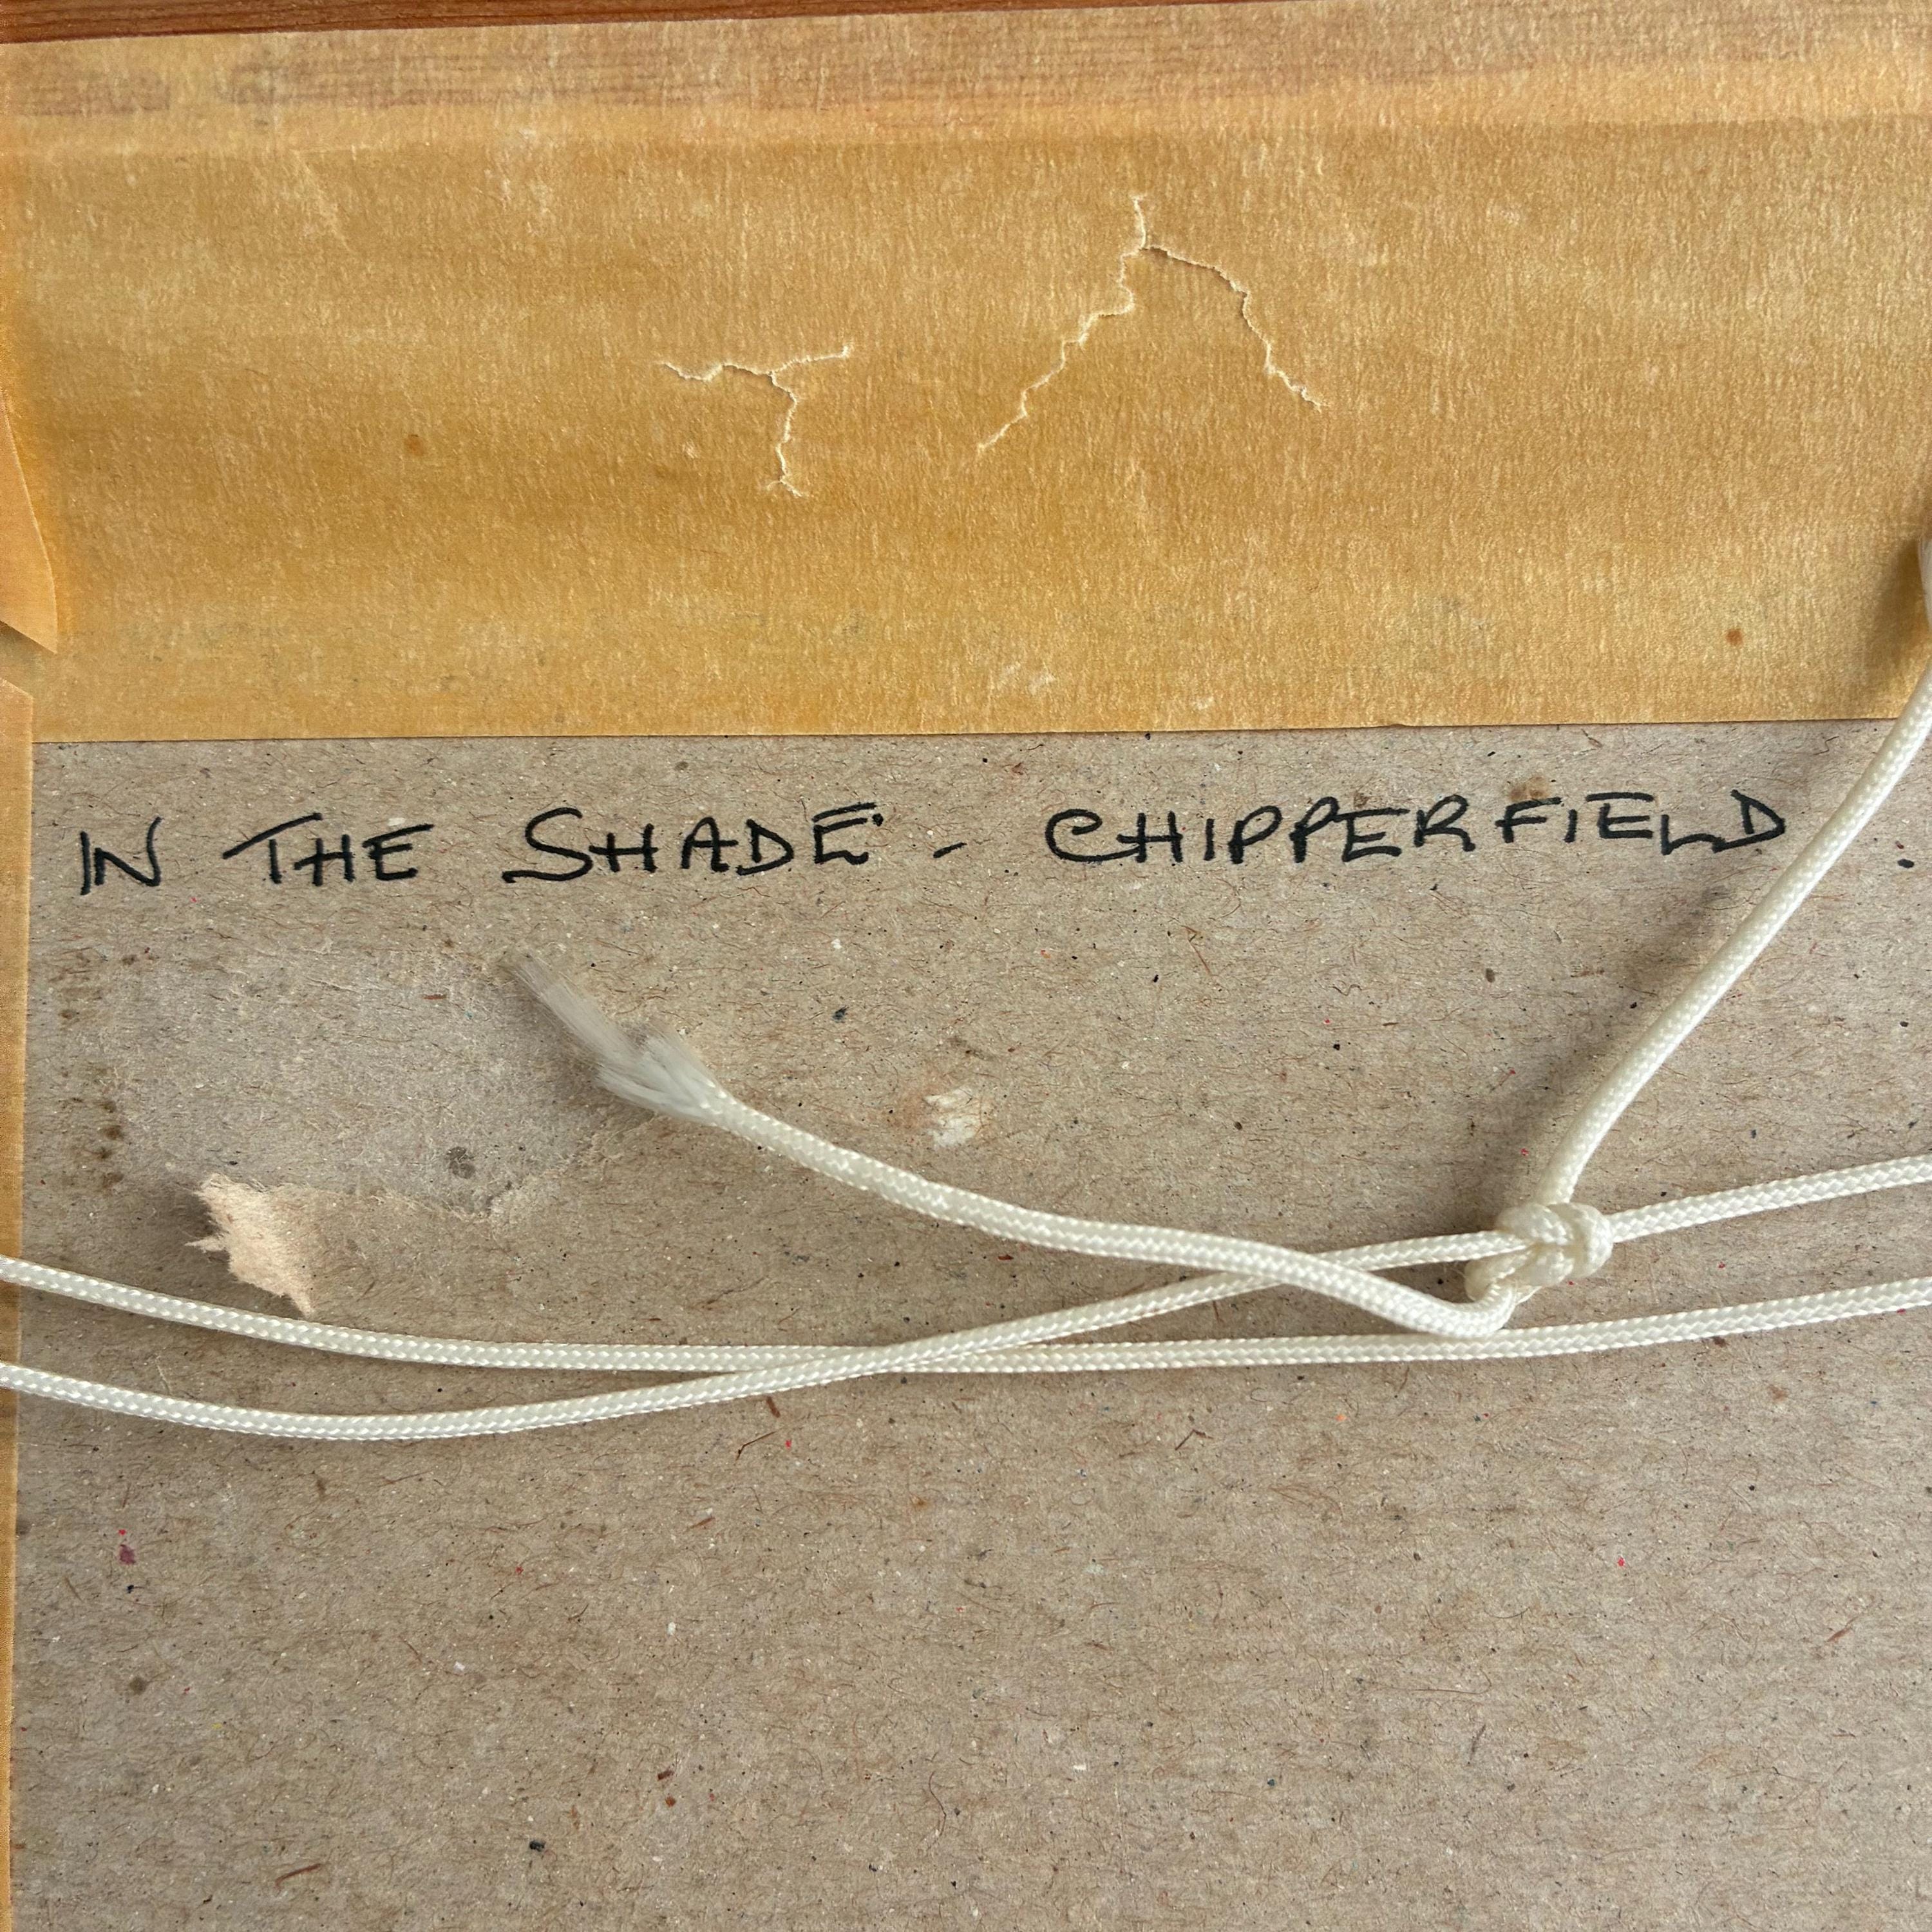 IN THE SHADE. - CHIPPERFIELD .